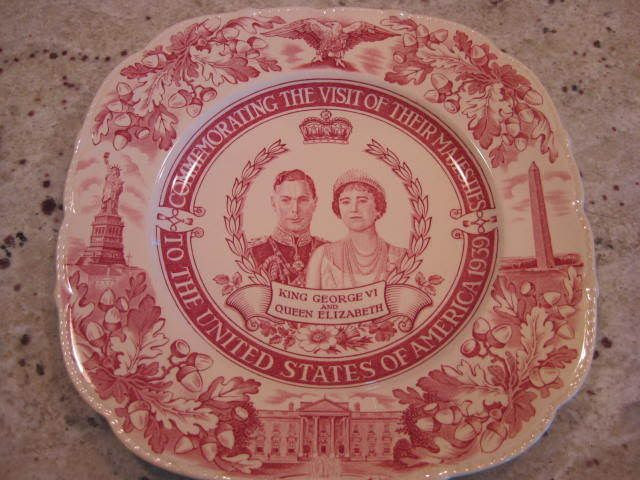 COMMEMORATING THE VISIT OF THEIR MAJESTIES
TO THE UNITED STATES OF AMERICA 1939
KING GEORGE VI
AND
QUEEN ELIZABETH